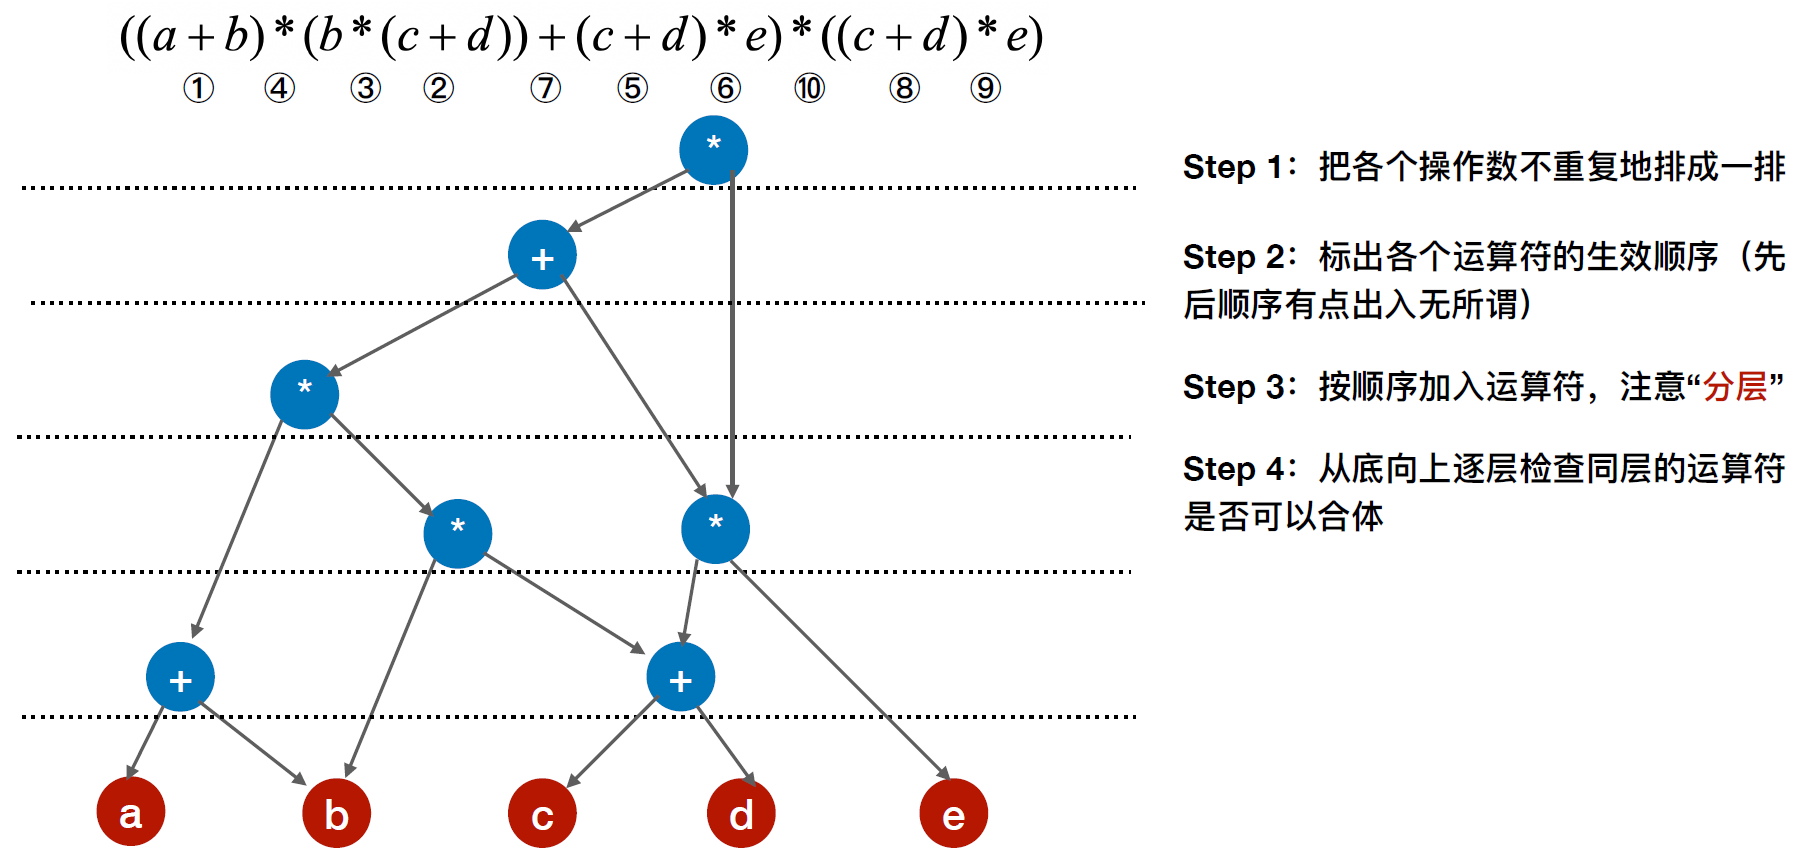 ((a + b) * (b * (c + d)) + (c + d) * e) * ((c + d) * e)
① ④ ③ ② ⑦ ⑤ ⑥ ⑩ ⑧ ⑨
*
+
*
* *
+ +
a b c d e
Step 1：把各个操作数不重复地排成一排
Step 2：标出各个运算符的生效顺序（先
后顺序有点出入无所谓）
Step 3：按顺序加入运算符，注意“分层”
Step 4：从底向上逐层检查同层的运算符
是否可以合体